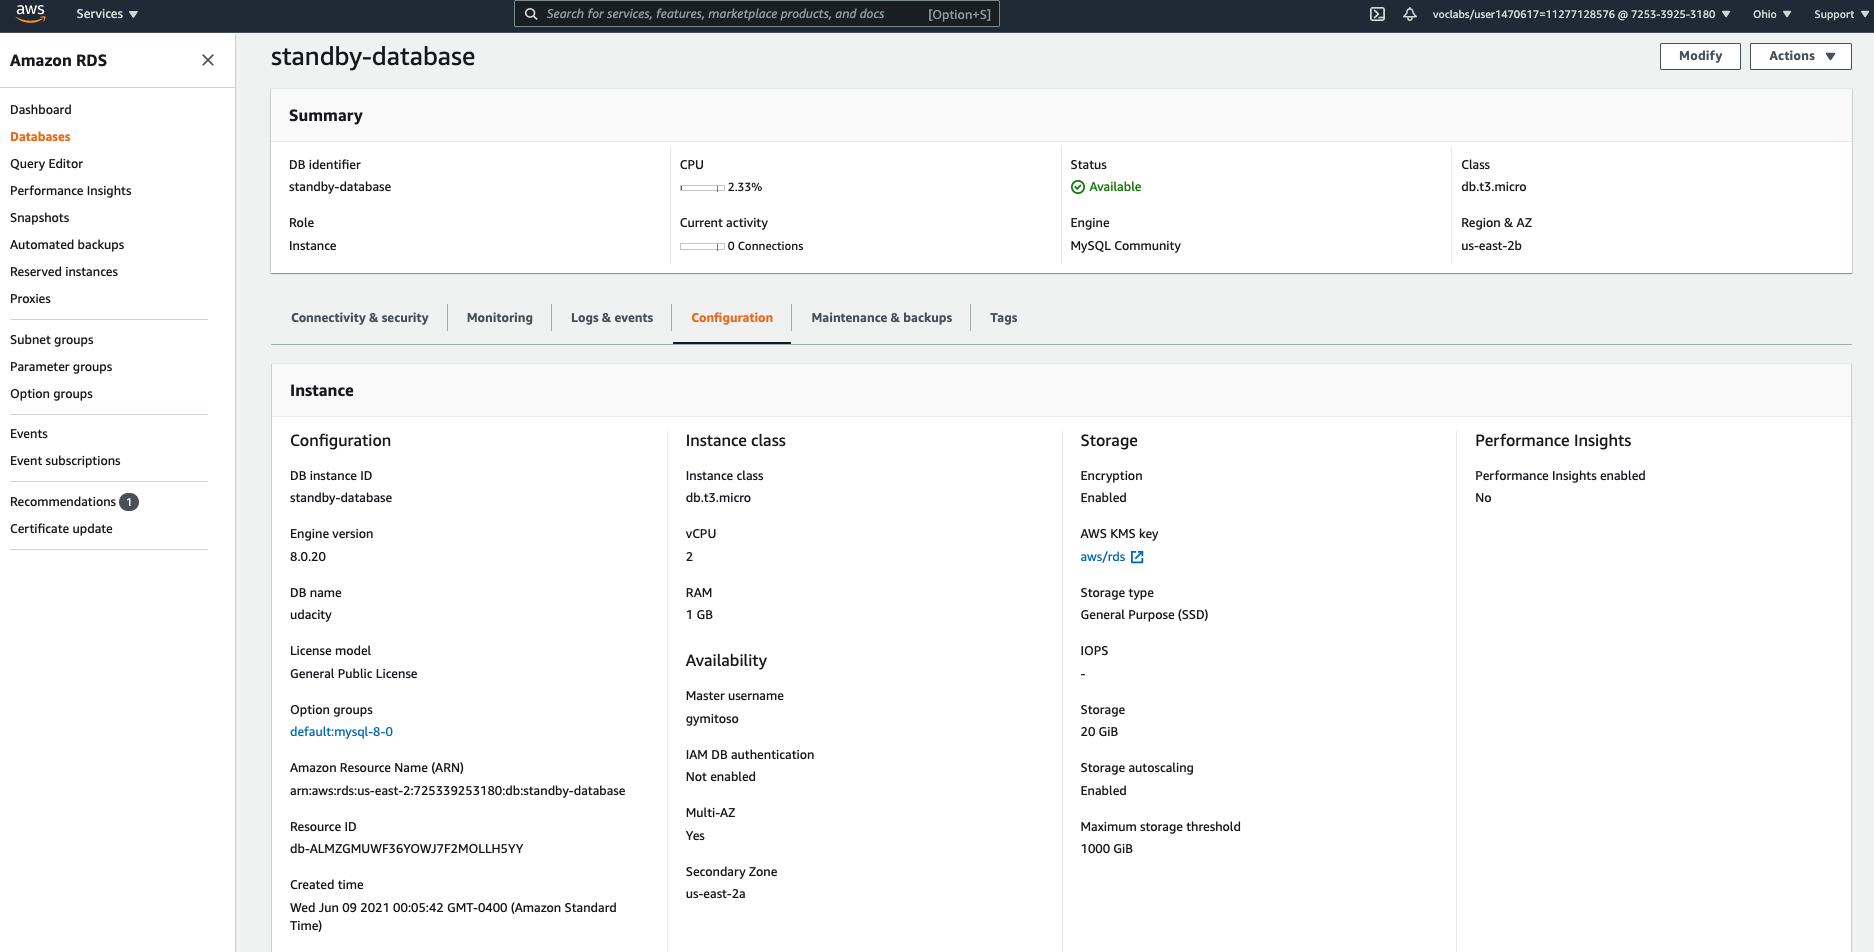 aws
Services
Search for services, features, marketplace products, and docs [Option+S]
voclabs/user1470617=11277128576 @ 7253-3925-3180
Ohio
Support
Amazon RDS
Dashboard
Databases
Query Editor
Performance Insights
Snapshots
Automated backups
Reserved instances
Proxies
Subnet groups
Parameter groups
Option groups
Events
Event subscriptions
Recommendations 1
Certificate update
standby-database
Modify
Actions
Summary
DB identifier
standby-database
Role
Instance
CPU
2.33%
Current activity
0 Connections
Status
Available
Engine
MySQL Community
Class
db.t3.micro
Region & AZ
us-east-2b
Connectivity & security
Monitoring
Logs & events
Configuration
Maintenance & backups
Tags
Instance
Configuration
DB instance ID
standby-database
Engine version
8.0.20
DB name
udacity
License model
General Public License
Option groups
default:mysql-8-0
Amazon Resource Name (ARN)
arn:aws:rds:us-east-2:725339253180:db:standby-database
Resource ID
db-ALMZGMUWF36YOWJ7F2MOLLH5YY
Created time
Wed Jun 09 2021 00:05:42 GMT-0400 (Amazon Standard
Time)
Instance class
Instance class
db.t3.micro
vCPU
2
RAM
1 GB
Availability
Master username
gymitoso
IAM DB authentication
Not enabled
Multi-AZ
Yes
Secondary Zone
us-east-2a
Storage
Encryption
Enabled
AWS KMS key
aws/rds
Storage type
General Purpose (SSD)
IOPS
-
Storage
20 GiB
Storage autoscaling
Enabled
Maximum storage threshold
1000 GiB
Performance Insights
Performance Insights enabled
No